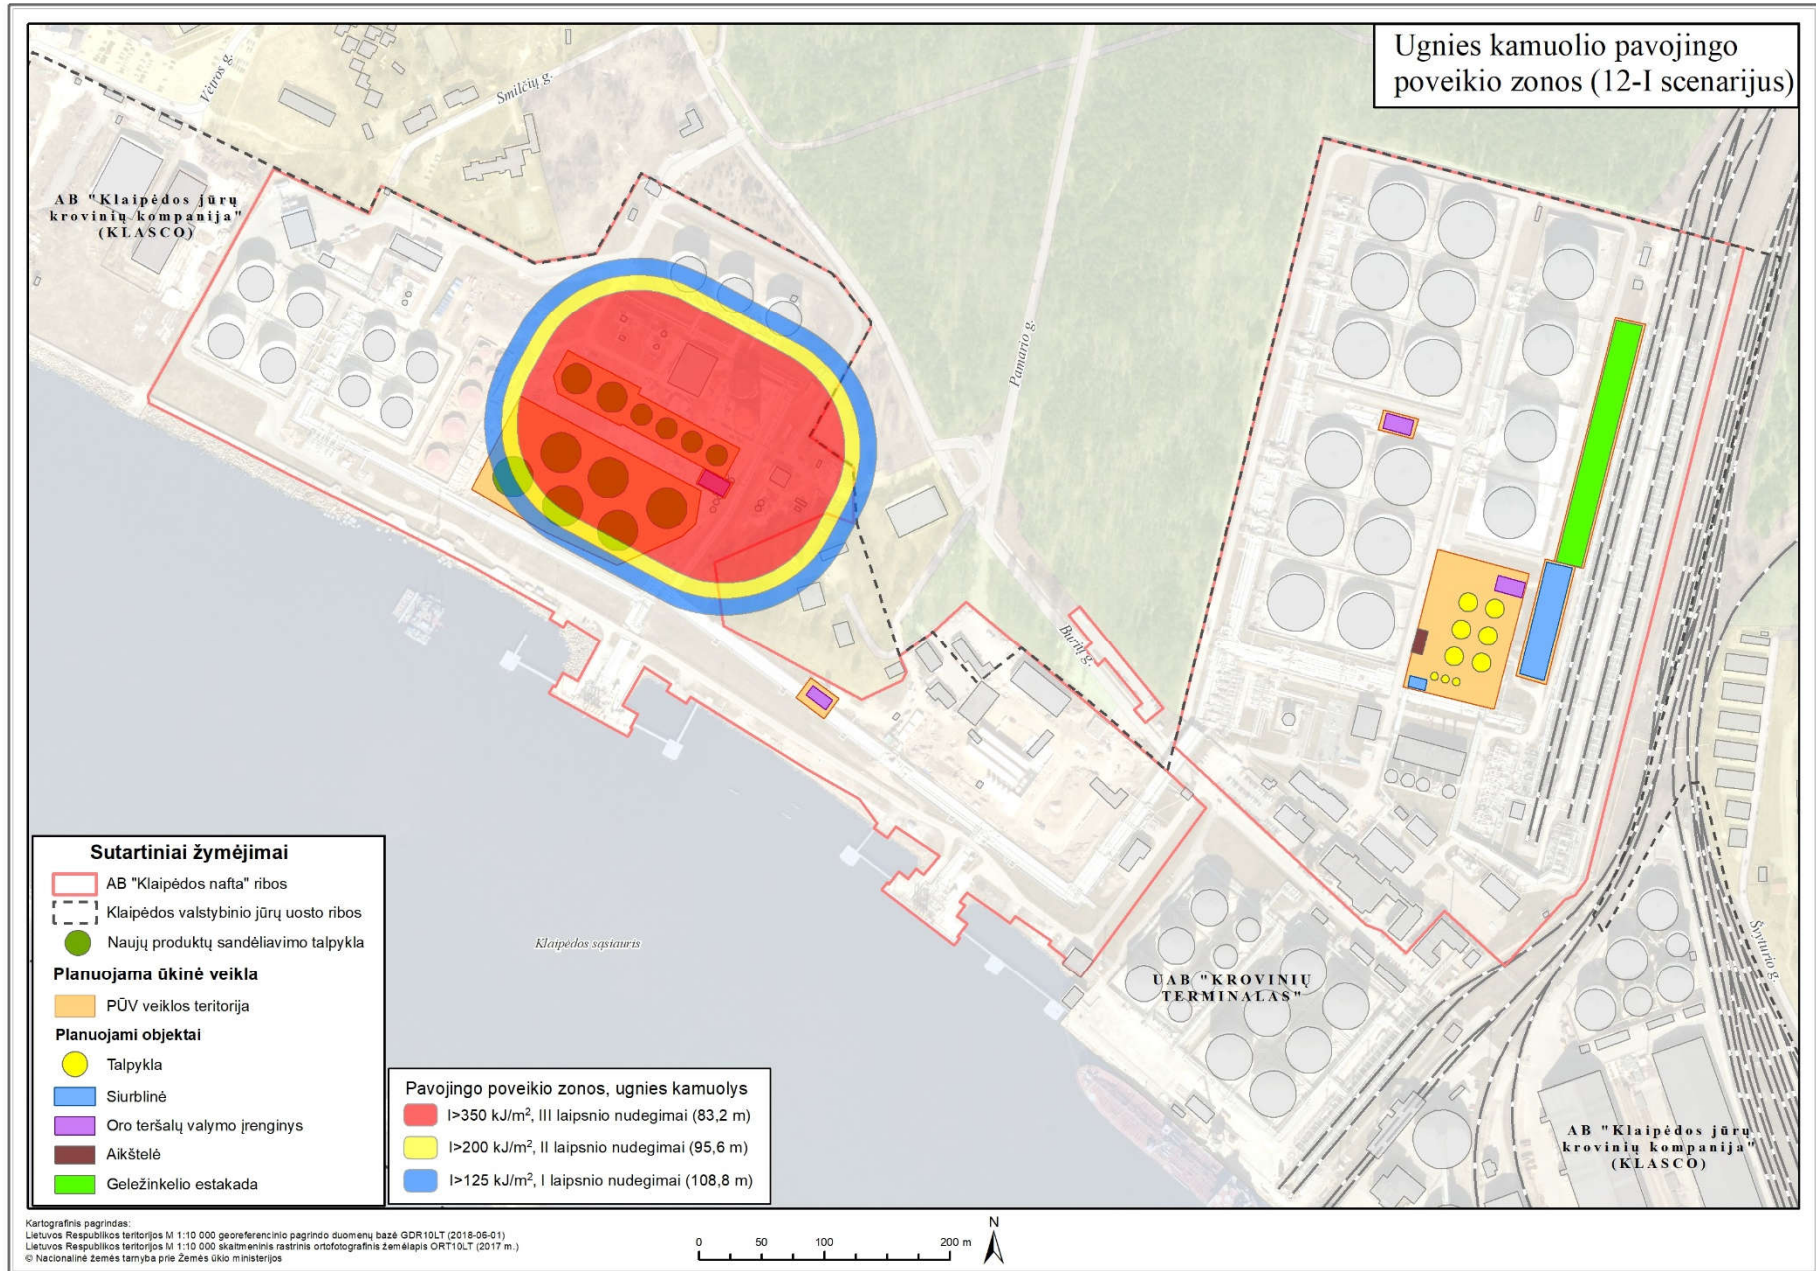 Ugnies kamuolio pavojingo
poveikio zonos (12-I scenarijus)
Vėtros g.
Smilčių g.
AB "Klaipėdos jūrų
krovinių kompanija"
(KLASCO)
Pamario g.
Burių g.
Klaipėdos sąsiauris
UAB "KROVINIŲ
TERMINALAS"
Švyturio g.
AB "Klaipėdos jūrų
krovinių kompanija"
(KLASCO)
Sutartiniai žymėjimai
AB "Klaipėdos nafta" ribos
Klaipėdos valstybinio jūrų uosto ribos
Naujų produktų sandėliavimo talpykla
Planuojama ūkinė veikla
PŪV veiklos teritorija
Planuojami objektai
Talpykla
Siurblinė
Oro teršalų valymo įrenginys
Aikštelė
Geležinkelio estakada
Pavojingo poveikio zonos, ugnies kamuolys
I>350 kJ/m², III laipsnio nudegimai (83,2 m)
I>200 kJ/m², II laipsnio nudegimai (95,6 m)
I>125 kJ/m², I laipsnio nudegimai (108,8 m)
Kartografinis pagrindas:
Lietuvos Respublikos teritorijos M 1:10 000 georeferencinio pagrindo duomenų bazė GDR10LT (2018-06-01)
Lietuvos Respublikos teritorijos M 1:10 000 skaitmeninis rastrinis ortofotografinis žemėlapis ORT10LT (2017 m.)
© Nacionalinė žemės tarnyba prie Žemės ūkio ministerijos
0 50 100 200 m
N